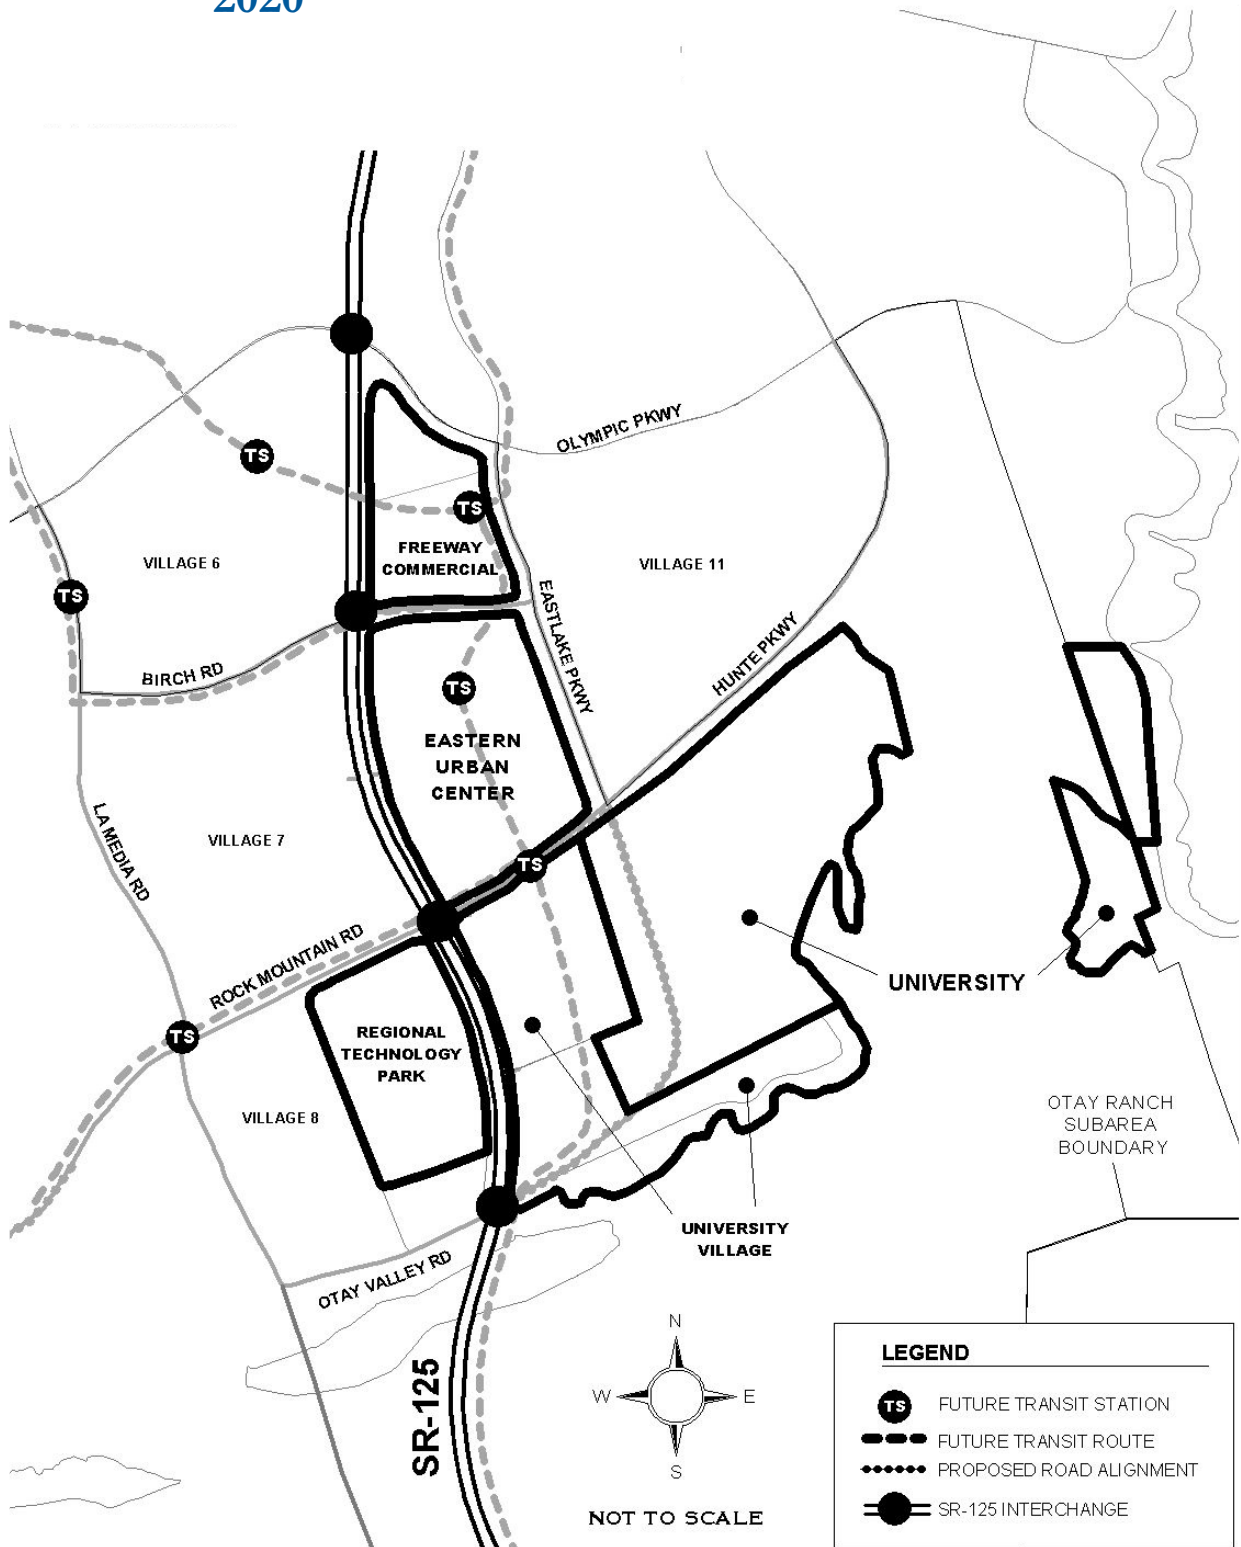 2020
OLYMPIC PKWY
TS
TS
FREEWAY
COMMERCIAL
VILLAGE 6
VILLAGE 11
TS
EASTLAKE PKWY
HUNTE PKWY
BIRCH RD
TS
EASTERN
URBAN
CENTER
LA MEDIA RD
VILLAGE 7
TS
ROCK MOUNTAIN RD
UNIVERSITY
TS
REGIONAL
TECHNOLOGY
PARK
VILLAGE 8
OTAY RANCH
SUBAREA
BOUNDARY
UNIVERSITY
VILLAGE
OTAY VALLEY RD
SR-125
N
W
E
S
NOT TO SCALE
LEGEND
TS FUTURE TRANSIT STATION
FUTURE TRANSIT ROUTE
PROPOSED ROAD ALIGNMENT
SR-125 INTERCHANGE